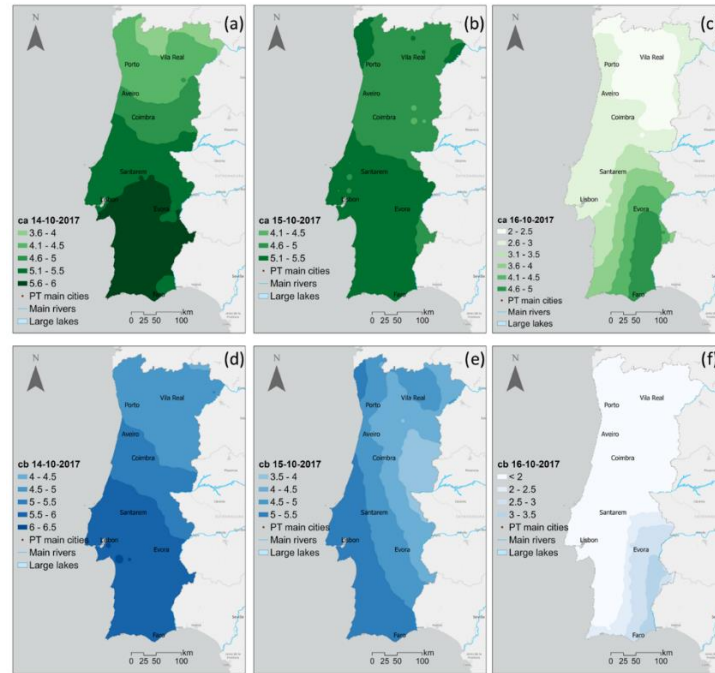 (a)
N
Vila Real
Porto
Aveiro
Coimbra
Santarem
Lisbon
Evora
Faro
ca 14-10-2017
3.6 - 4
4.1 - 4.5
4.6 - 5
5.1 - 5.5
5.6 - 6
PT main cities
Main rivers
Large lakes
km
0 25 50 100
(b)
N
Vila Real
Porto
Aveiro
Coimbra
Santarem
Lisbon
Evora
Faro
ca 15-10-2017
4.1 - 4.5
4.6 - 5
5.1 - 5.5
PT main cities
Main rivers
Large lakes
km
0 25 50 100
(c)
N
Vila Real
Porto
Aveiro
Coimbra
Santarem
Lisbon
Evora
Faro
ca 16-10-2017
2 - 2.5
2.6 - 3
3.1 - 3.5
3.6 - 4
4.1 - 4.5
4.6 - 5
PT main cities
Main rivers
Large lakes
km
0 25 50 100
(d)
N
Vila Real
Porto
Aveiro
Coimbra
Santarem
Lisbon
Evora
Faro
cb 14-10-2017
4 - 4.5
4.5 - 5
5 - 5.5
5.5 - 6
6 - 6.5
PT main cities
Main rivers
Large lakes
km
0 25 50 100
(e)
N
Vila Real
Porto
Aveiro
Coimbra
Santarem
Lisbon
Evora
Faro
cb 15-10-2017
3.5 - 4
4 - 4.5
4.5 - 5
5 - 5.5
PT main cities
Main rivers
Large lakes
km
0 25 50 100
(f)
N
Vila Real
Porto
Aveiro
Coimbra
Santarem
Lisbon
Evora
Faro
cb 16-10-2017
< 2
2 - 2.5
2.5 - 3
3 - 3.5
PT main cities
Main rivers
Large lakes
km
0 25 50 100